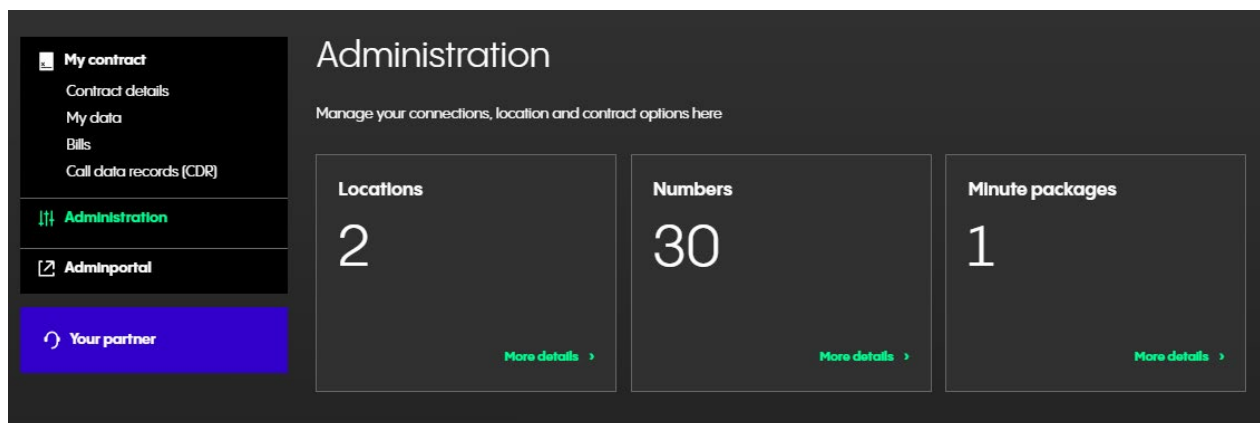 My contract
Contract details
My data
Bills
Call data records (CDR)
Administration
Adminportal
Your partner
Administration
Manage your connections, location and contract options here
Locations
2
More details ›
Numbers
30
More details ›
Minute packages
1
More details ›